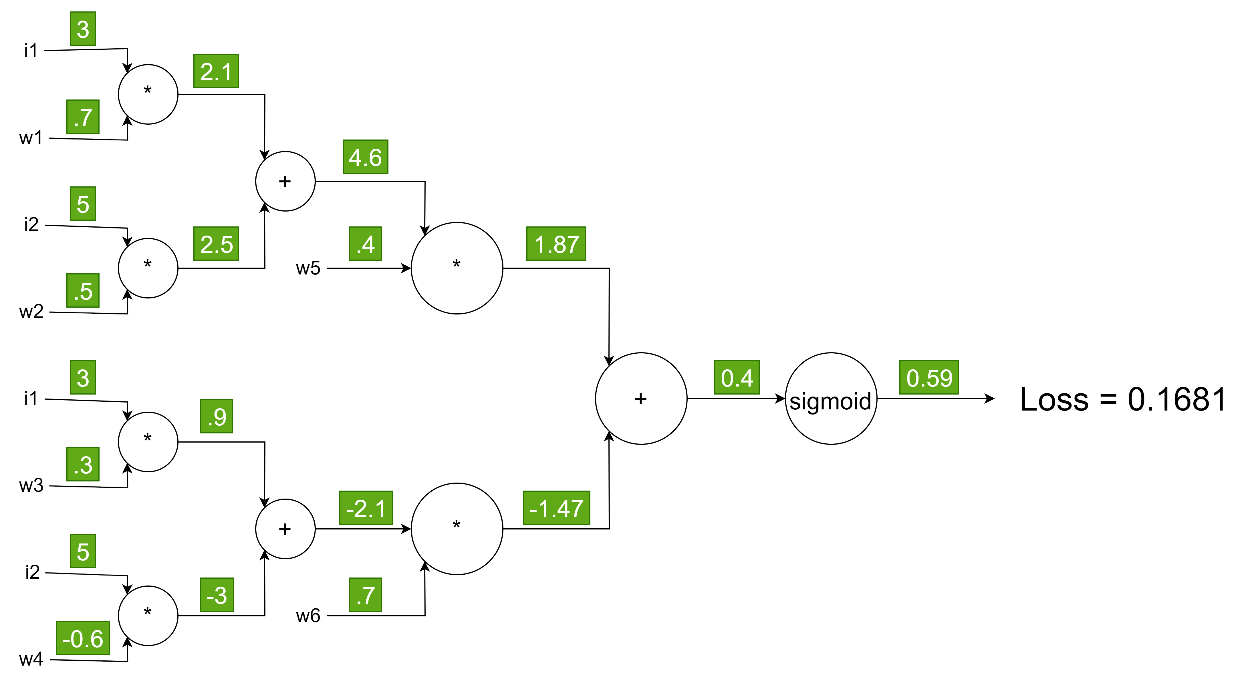 3
i1
*
2.1
.7
w1
+
4.6
5
i2
*
2.5
.5
w2
w5
.4
*
1.87
3
i1
*
.9
.3
w3
+
-2.1
*
-1.47
5
i2
*
-3
-0.6
w4
w6
.7
+
0.4
sigmoid
0.59
Loss = 0.1681